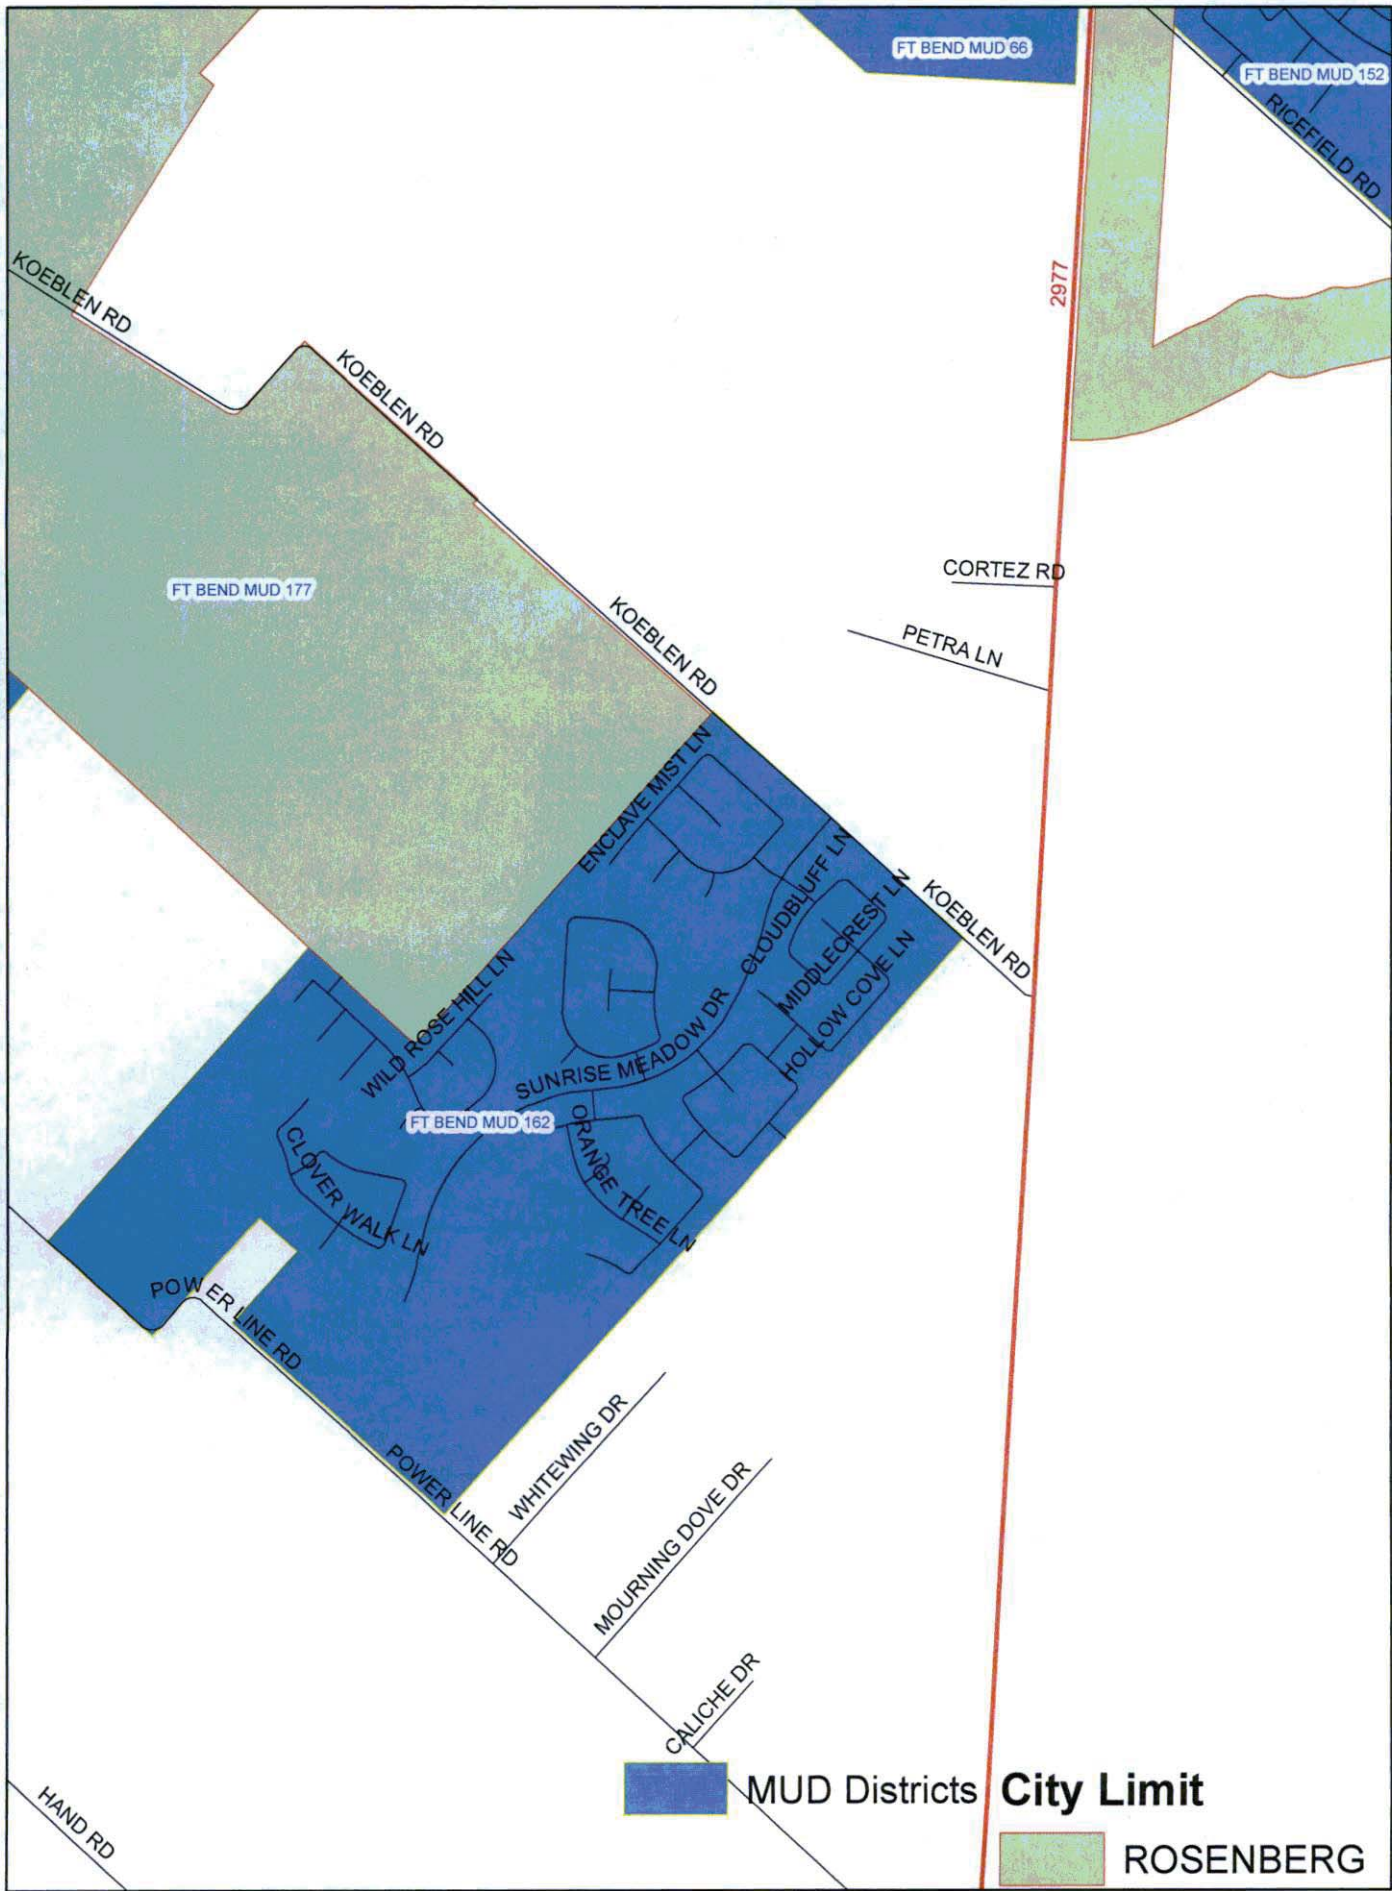 FT BEND MUD 66
FT BEND MUD 152
RICEFIELD RD
KOEBLEN RD
2977
KOEBLEN RD
CORTEZ RD
FT BEND MUD 177
KOEBLEN RD
PETRA LN
ENCLAVE MIST LN
CLOUDBLUFF LN
MIDDLECREST LN
KOEBLEN RD
HOLLOW COVE LN
WILD ROSE HILL LN
SUNRISE MEADOW DR
FT BEND MUD 162
ORANGE TREE LN
CLOVER WALK LN
POWER LINE RD
POWER LINE RD
WHITEWING DR
MOURNING DOVE DR
CALICHE DR
HAND RD
MUD Districts
City Limit
ROSENBERG